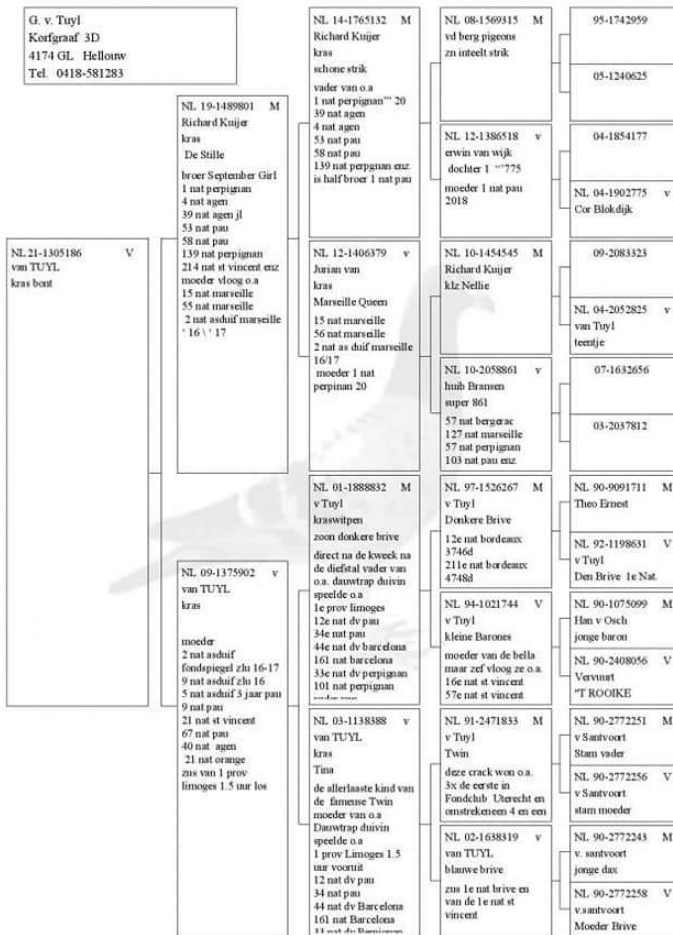 G. v. Tuyl
Korfgraaf 3D
4174 GL Hellouw
Tel. 0418-581283
NL 21-1305186 V
van TUYL
kras bont
NL 19-1489801 M
Richard Kuijer
kras
De Stille
broer September Girl
1 nat perpignan
4 nat agen
39 nat agen jl
53 nat pau
58 nat pau
139 nat perpignan
214 nat st vincent enz
moeder vloog o.a
15 nat marseille
55 nat marseille
2 nat asduif marseille
' 16 \ ' 17
NL 09-1375902 v
van TUYL
kras
moeder
2 nat asduif
fondspiegel zlu 16-17
9 nat asduif zlu 16
5 nat asduif 3 jaar pau
9 nat pau
21 nat st vincent
67 nat pau
40 nat agen
21 nat orange
zus van 1 prov
limoges 1.5 uur los
NL 14-1765132 M
Richard Kuijer
kras
schone strik
vader van o.a
1 nat perpignan"" 20
39 nat agen
4 nat agen
53 nat pau
58 nat pau
139 nat perpgnan enz
is half broer 1 nat pau
NL 12-1406379 v
Jurian van
kras
Marseille Queen
15 nat marseille
56 nat marseille
2 nat as duif marseille
16/17
moeder 1 nat
perpinan 20
NL 01-1888832 M
v Tuyl
kraswitpen
zoon donkere brive
direct na de kweek na
de diefstal vader van
o.a. dauwtrap duivin
speelde o.a
1e prov limoges
12e nat dv pau
34e nat pau
44e nat dv barcelona
161 nat barcelona
33e nat dv perpignan
101 nat perpignan
NL 03-1138388 v
van TUYL
kras
Tina
de allerlaaste kind van
de fameuse Twin
moeder van o.a
Dauwtrap duivin
speelde o.a
1 prov Limoges 1.5
uur vooruit
12 nat dv pau
34 nat pau
44 nat dv Barcelona
161 nat Barcelona
33 nat dv Perpignan
NL 08-1569315 M
vd berg pigeons
zn inteelt strik
NL 12-1386518 v
erwin van wijk
dochter 1 "'775
moeder 1 nat pau
2018
NL 10-1454545 M
Richard Kuijer
klz Nellie
NL 10-2058861 v
huib Bransen
super 861
57 nat bergerac
127 nat marseille
57 nat perpignan
103 nat pau enz
NL 97-1526267 M
v Tuyl
Donkere Brive
12e nat bordeaux
3746d
211e nat bordeaux
4748d
NL 94-1021744 V
v Tuyl
kleine Barones
moeder van de bella
maar zef vloog ze o.a.
16e nat st vincent
57e nat st vincent
NL 91-2471833 M
v Tuyl
Twin
deze crack won o.a.
3x de eerste in
Fondclub Uterecht en
omstrekeneen 4 en een
NL 02-1638319 v
van TUYL
blauwe brive
zus 1e nat brive en
van de 1e nat st
vincent
95-1742959
05-1240625
04-1854177
NL 04-1902775 v
Cor Blokdijk
09-2083323
NL 04-2052825 v
van Tuyl
teentje
07-1632656
03-2037812
NL 90-9091711 M
Theo Ernest
NL 92-1198631 V
v Tuyl
Den Brive 1e Nat.
NL 90-1075099 M
Han v Osch
jonge baron
NL 90-2408056 V
Vervuurt
"T ROOIKE
NL 90-2772251 M
v Santvoort
Stam vader
NL 90-2772256 V
v Santvoort
stam moeder
NL 90-2772243 M
v. santvoort
jonge dax
NL 90-2772258 V
v.santvoort
Moeder Brive